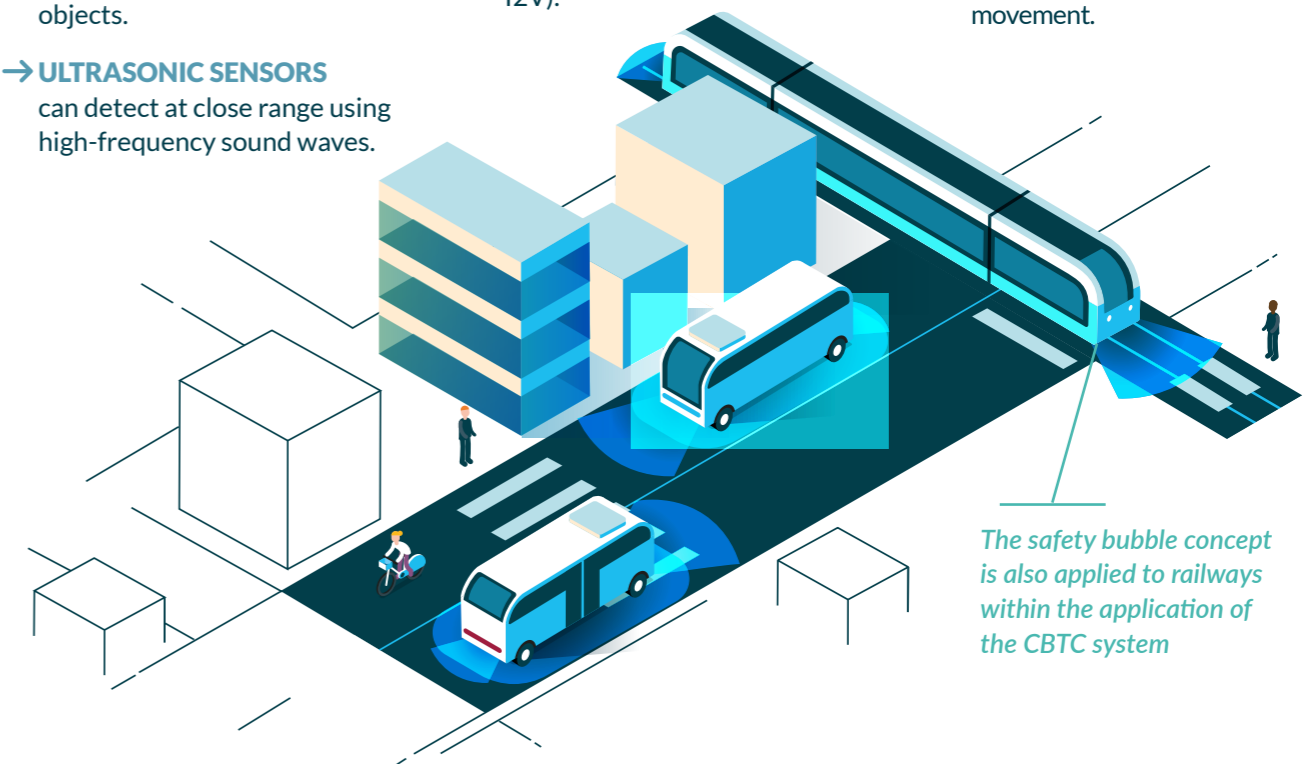 objects.
12V).
movement.
→ ULTRASONIC SENSORS
can detect at close range using
high-frequency sound waves.
The safety bubble concept
is also applied to railways
within the application of
the CBTC system